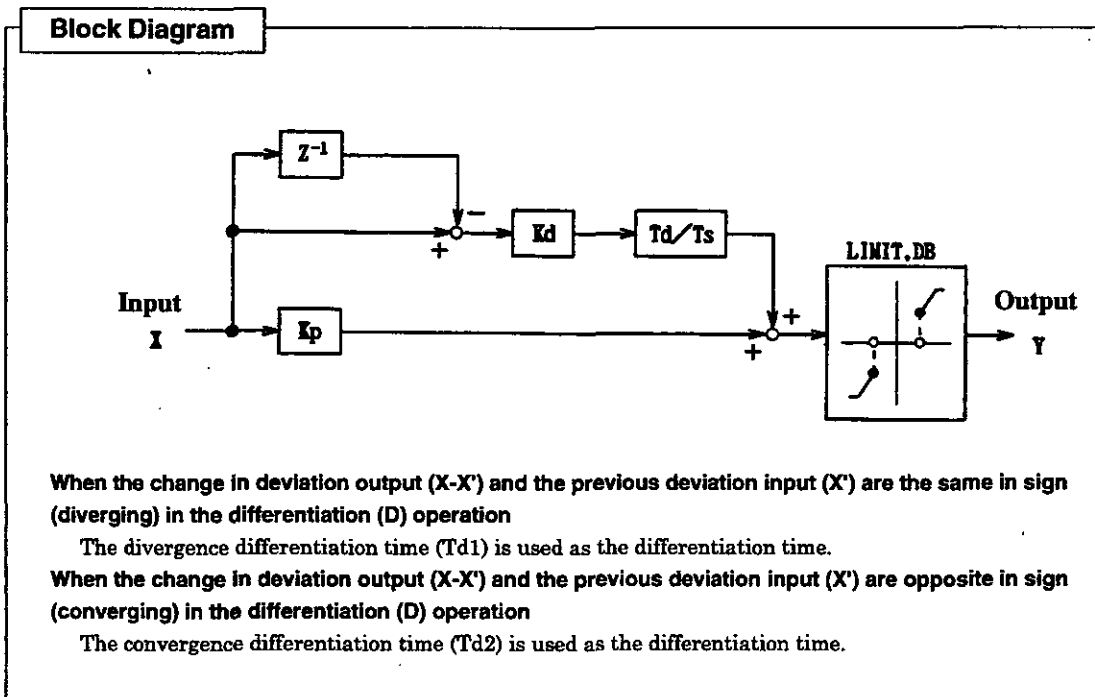 Block Diagram
Z⁻¹
−
+
Kd
Td/Ts
LIMIT,DB
Input
X
Kp
+
+
Output
Y
When the change in deviation output (X-X') and the previous deviation input (X') are the same in sign
(diverging) in the differentiation (D) operation
The divergence differentiation time (Td1) is used as the differentiation time.
When the change in deviation output (X-X') and the previous deviation input (X') are opposite in sign
(converging) in the differentiation (D) operation
The convergence differentiation time (Td2) is used as the differentiation time.